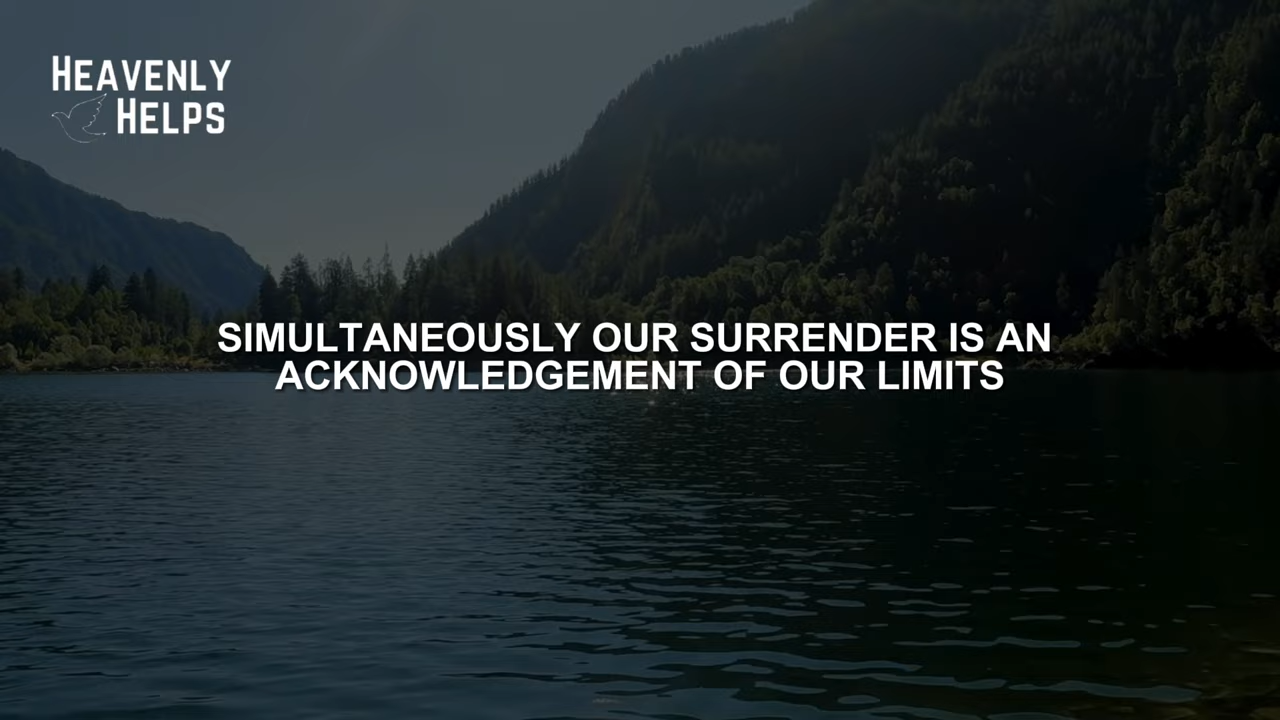 HEAVENLY
HELPS
SIMULTANEOUSLY OUR SURRENDER IS AN
ACKNOWLEDGEMENT OF OUR LIMITS